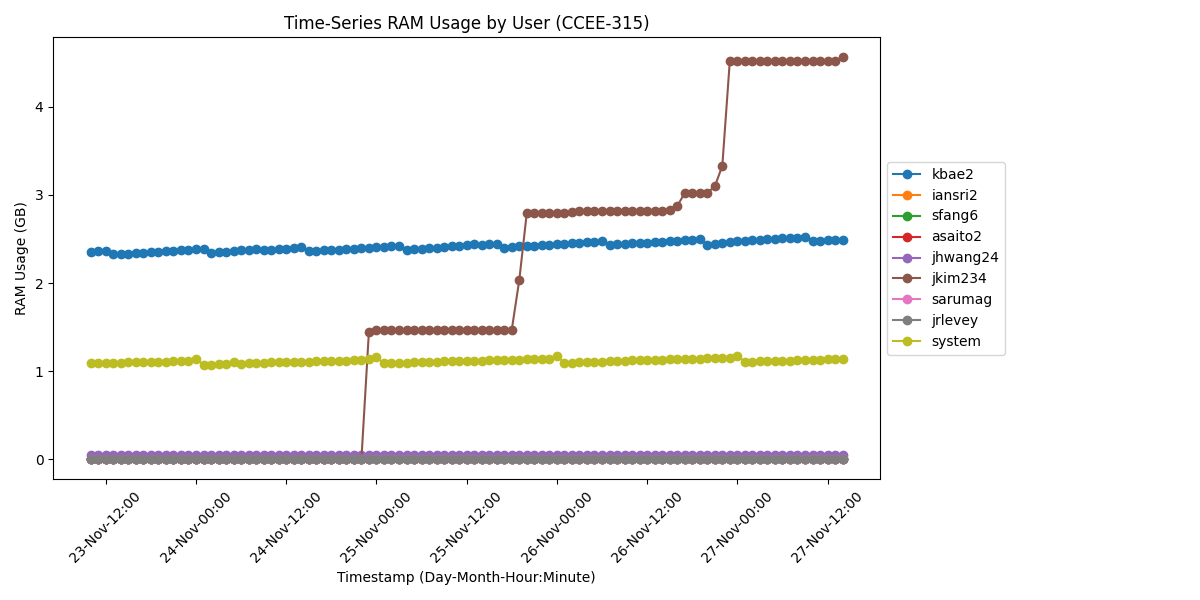 Time-Series RAM Usage by User (CCEE-315)
RAM Usage (GB)
4
3
2
1
0
23-Nov-12:00
24-Nov-00:00
24-Nov-12:00
25-Nov-00:00
25-Nov-12:00
26-Nov-00:00
26-Nov-12:00
27-Nov-00:00
27-Nov-12:00
Timestamp (Day-Month-Hour:Minute)
kbae2
iansri2
sfang6
asaito2
jhwang24
jkim234
sarumag
jrlevey
system